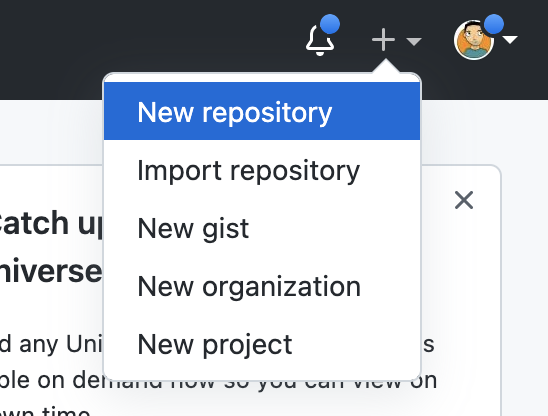 New repository
Import repository
New gist
New organization
New project
atch up
niverse
d any Uni s
ble on demand now so you can view on
own time.